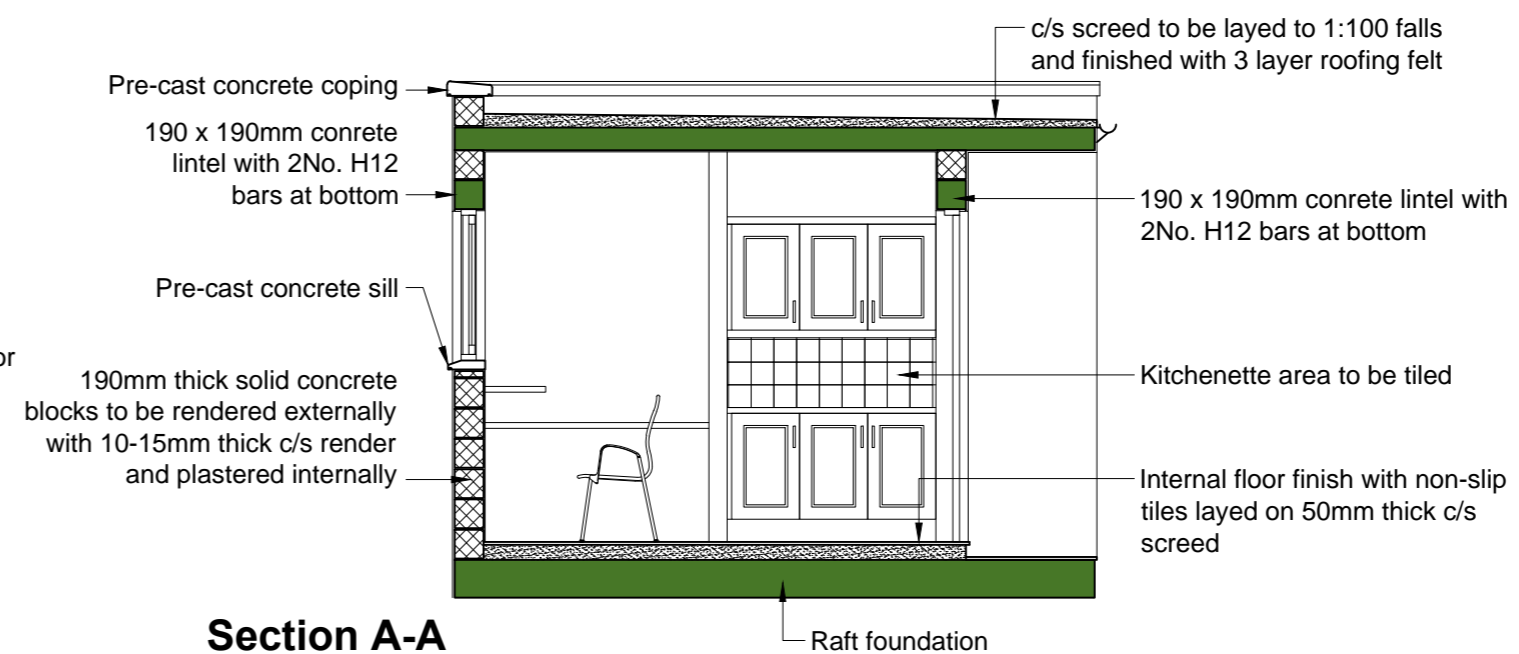 c/s screed to be layed to 1:100 falls
and finished with 3 layer roofing felt
Pre-cast concrete coping
190 x 190mm conrete
lintel with 2No. H12
bars at bottom
190 x 190mm conrete lintel with
2No. H12 bars at bottom
Pre-cast concrete sill
or
190mm thick solid concrete
blocks to be rendered externally
with 10-15mm thick c/s render
and plastered internally
Kitchenette area to be tiled
Internal floor finish with non-slip
tiles layed on 50mm thick c/s
screed
Section A-A
Raft foundation